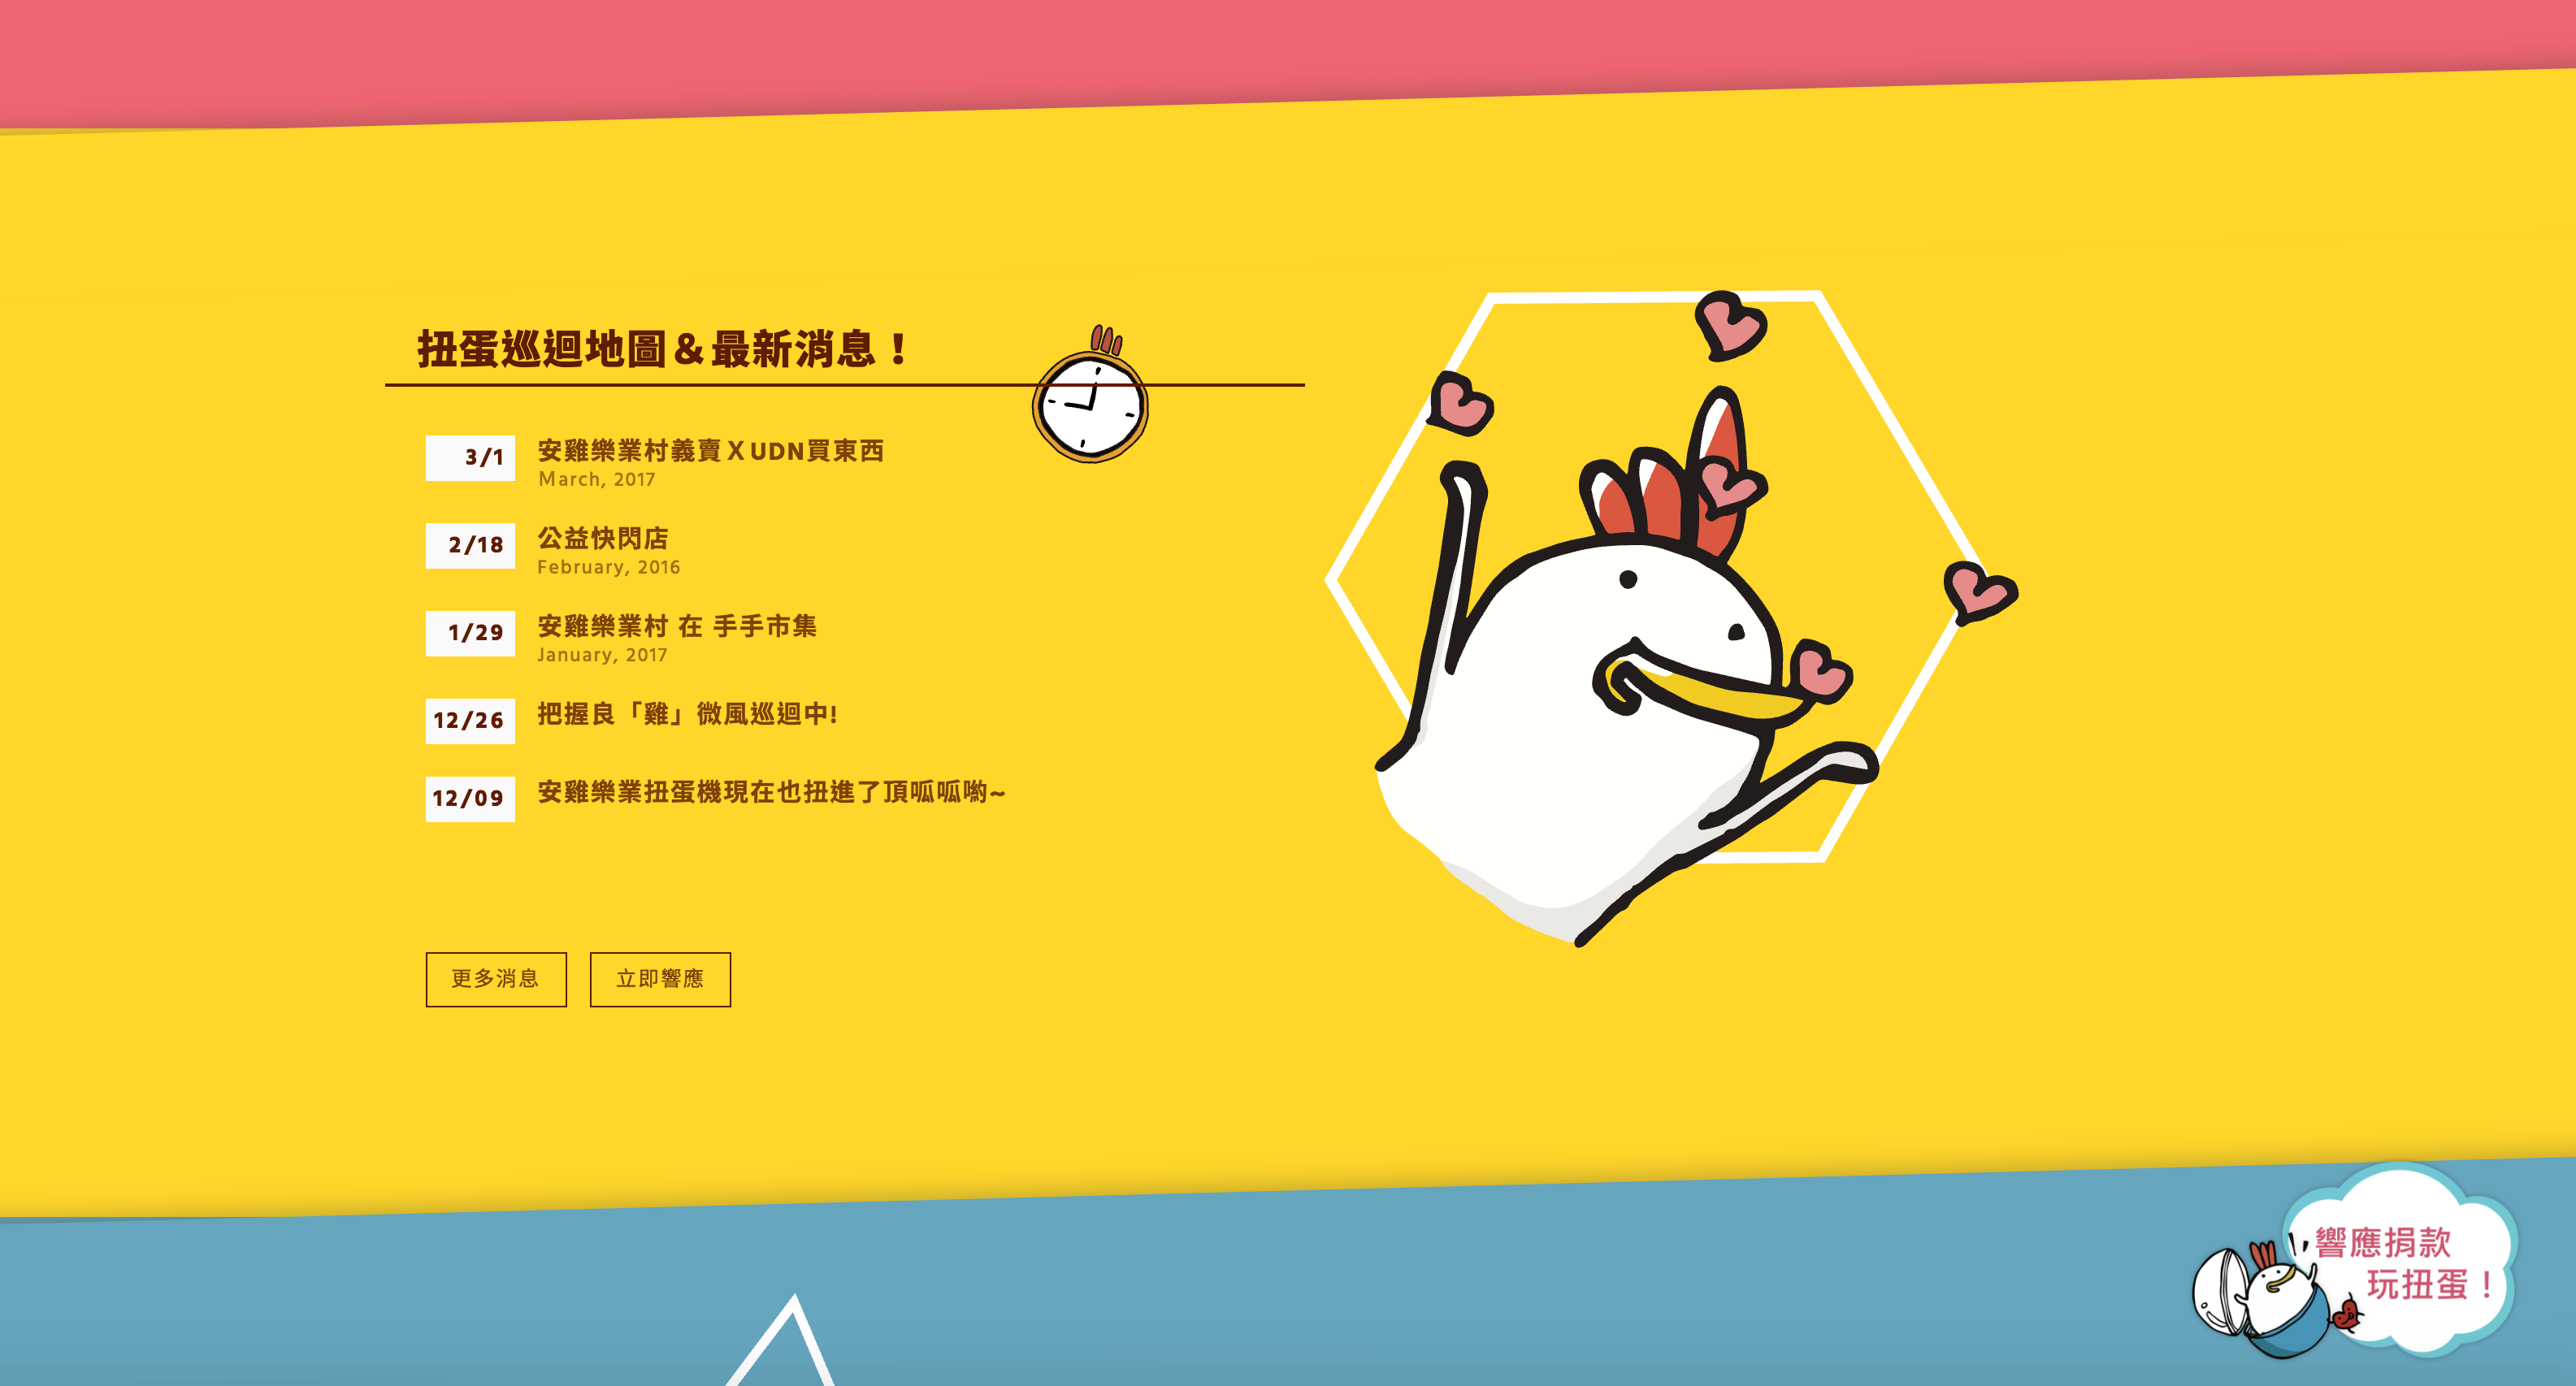 扭蛋巡迴地圖＆最新消息！
3/1
安雞樂業村義賣ＸUDN買東西
March, 2017
2/18
公益快閃店
February, 2016
1/29
安雞樂業村 在 手手市集
January, 2017
12/26
把握良「雞」微風巡迴中!
12/09
安雞樂業扭蛋機現在也扭進了頂呱呱喲~
更多消息
立即響應
響應捐款
玩扭蛋！